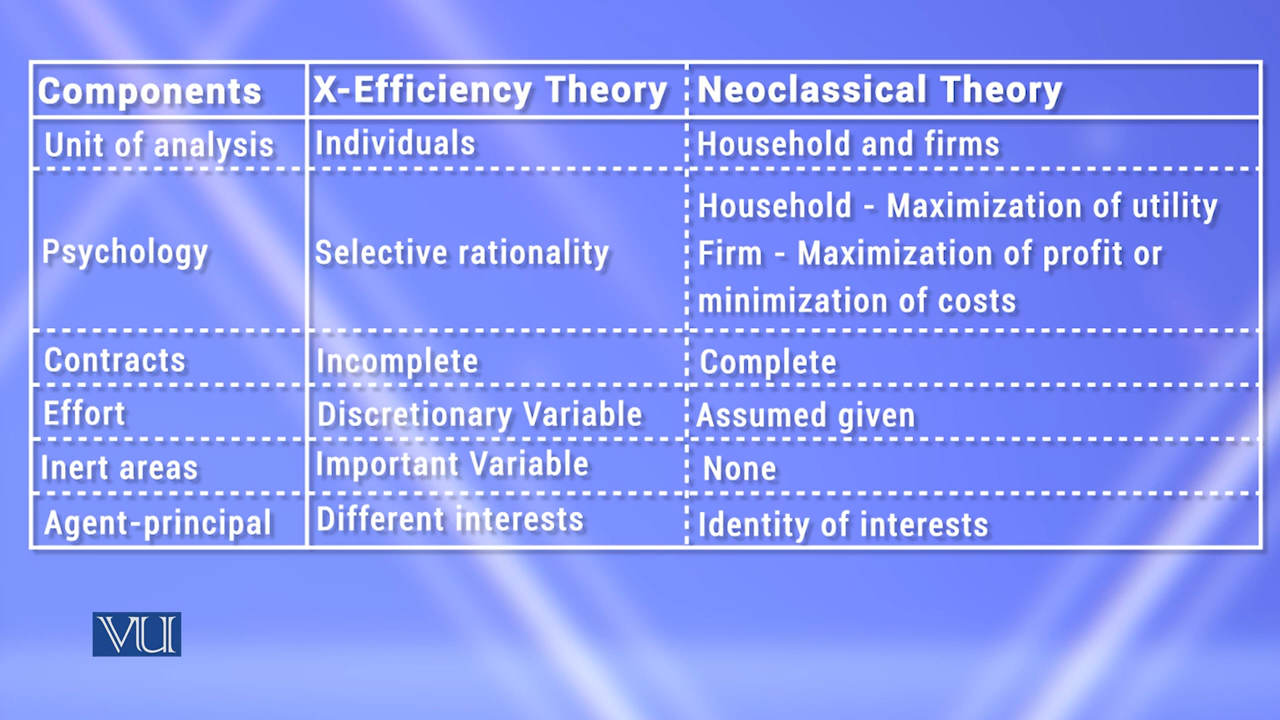 Components X-Efficiency Theory Neoclassical Theory
Unit of analysis Individuals Household and firms
Psychology Selective rationality Household - Maximization of utility
Firm - Maximization of profit or
minimization of costs
Contracts Incomplete Complete
Effort Discretionary Variable Assumed given
Inert areas Important Variable None
Agent-principal Different interests Identity of interests
VU